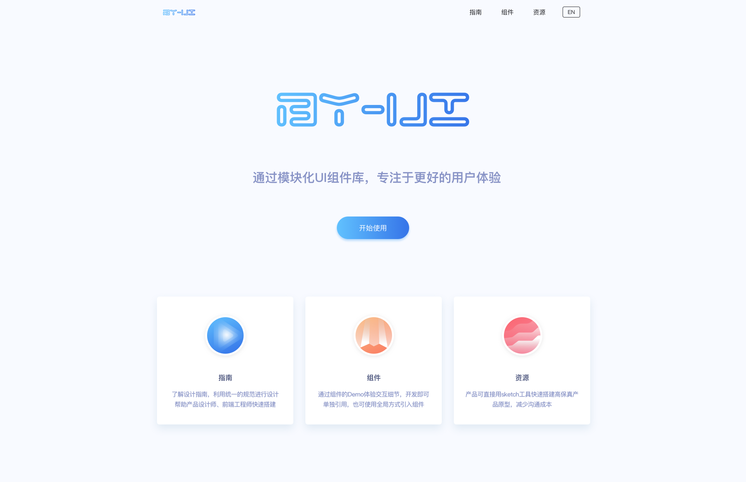 BY-UI
指南
组件
资源
EN
BY-UI
通过模块化UI组件库，专注于更好的用户体验
开始使用
指南
了解设计指南，利用统一的规范进行设计
帮助产品设计师、前端工程师快速搭建
组件
通过组件的Demo体验交互细节，开发即可
单独引用，也可使用全局方式引入组件
资源
产品可直接用sketch工具快速搭建高保真产
品原型，减少沟通成本